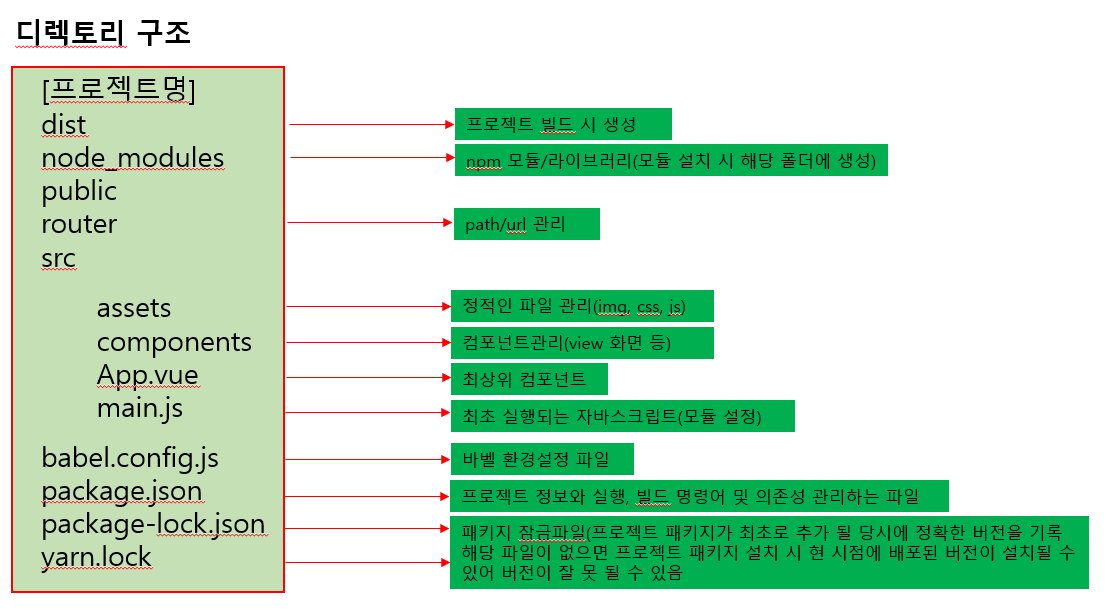 디렉토리 구조
[프로젝트명]
dist
프로젝트 빌드 시 생성
node_modules
npm 모듈/라이브러리(모듈 설치 시 해당 폴더에 생성)
public
router
path/url 관리
src
assets
정적인 파일 관리(img, css, js)
components
컴포넌트관리(view 화면 등)
App.vue
최상위 컴포넌트
main.js
최초 실행되는 자바스크립트(모듈 설정)
babel.config.js
바벨 환경설정 파일
package.json
프로젝트 정보와 실행, 빌드 명령어 및 의존성 관리하는 파일
package-lock.json
yarn.lock
패키지 잠금파일(프로젝트 패키지가 최초로 추가 될 당시에 정확한 버전을 기록
해당 파일이 없으면 프로젝트 패키지 설치 시 현 시점에 배포된 버전이 설치될 수
있어 버전이 잘 못 될 수 있음